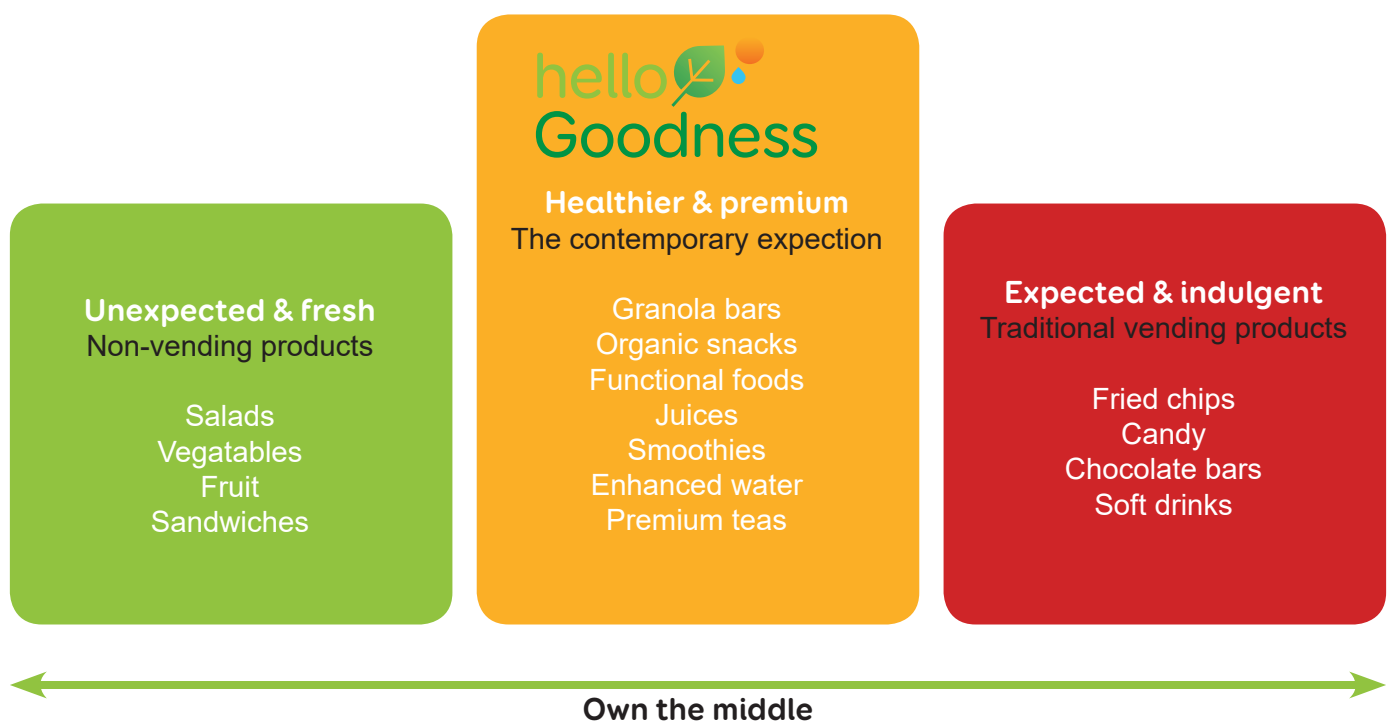 Unexpected & fresh
Non-vending products
Salads
Vegatables
Fruit
Sandwiches
hello
Goodness
Healthier & premium
The contemporary expection
Granola bars
Organic snacks
Functional foods
Juices
Smoothies
Enhanced water
Premium teas
Expected & indulgent
Traditional vending products
Fried chips
Candy
Chocolate bars
Soft drinks
Own the middle